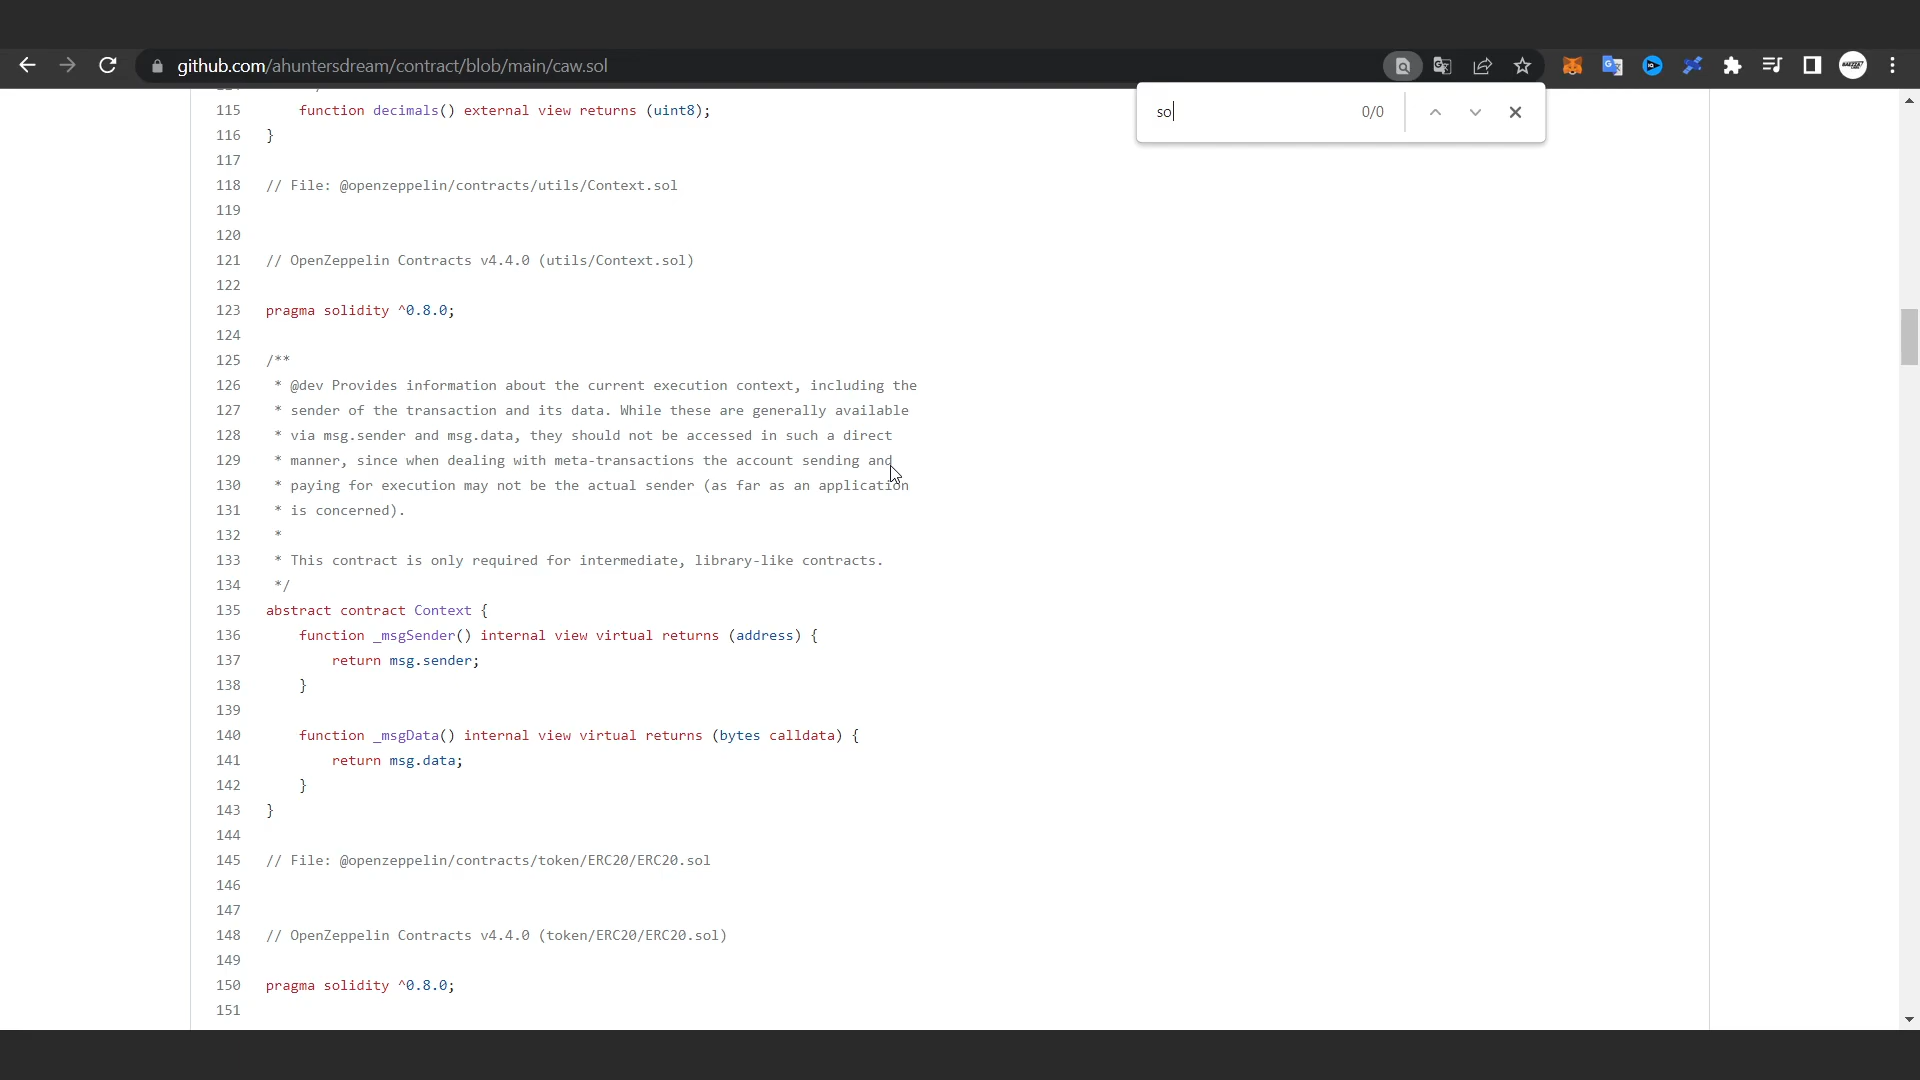 github.com/ahuntersdream/contract/blob/main/caw.sol
so
0/0
115 function decimals() external view returns (uint8);
116 }
117
118 // File: @openzeppelin/contracts/utils/Context.sol
119
120
121 // OpenZeppelin Contracts v4.4.0 (utils/Context.sol)
122
123 pragma solidity ^0.8.0;
124
125 /**
126 * @dev Provides information about the current execution context, including the
127 * sender of the transaction and its data. While these are generally available
128 * via msg.sender and msg.data, they should not be accessed in such a direct
129 * manner, since when dealing with meta-transactions the account sending and
130 * paying for execution may not be the actual sender (as far as an application
131 * is concerned).
132 *
133 * This contract is only required for intermediate, library-like contracts.
134 */
135 abstract contract Context {
136 function _msgSender() internal view virtual returns (address) {
137 return msg.sender;
138 }
139
140 function _msgData() internal view virtual returns (bytes calldata) {
141 return msg.data;
142 }
143 }
144
145 // File: @openzeppelin/contracts/token/ERC20/ERC20.sol
146
147
148 // OpenZeppelin Contracts v4.4.0 (token/ERC20/ERC20.sol)
149
150 pragma solidity ^0.8.0;
151